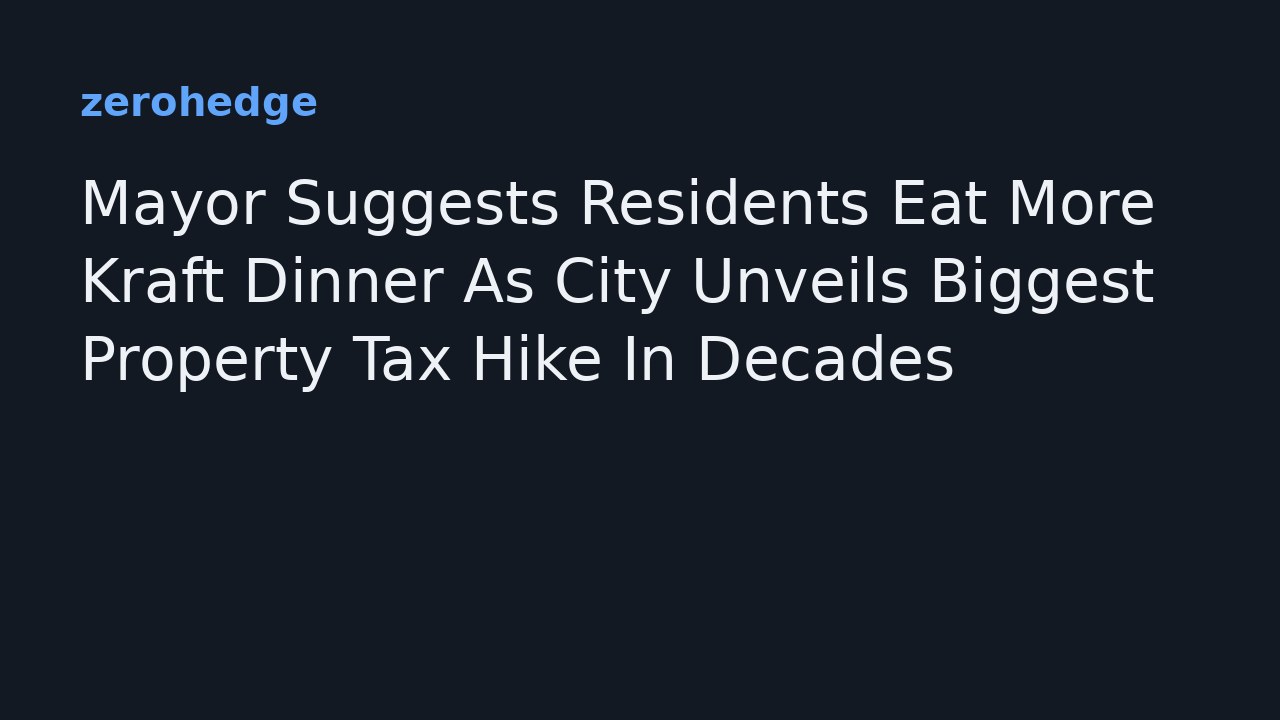 zerohedge
Mayor Suggests Residents Eat More
Kraft Dinner As City Unveils Biggest
Property Tax Hike In Decades